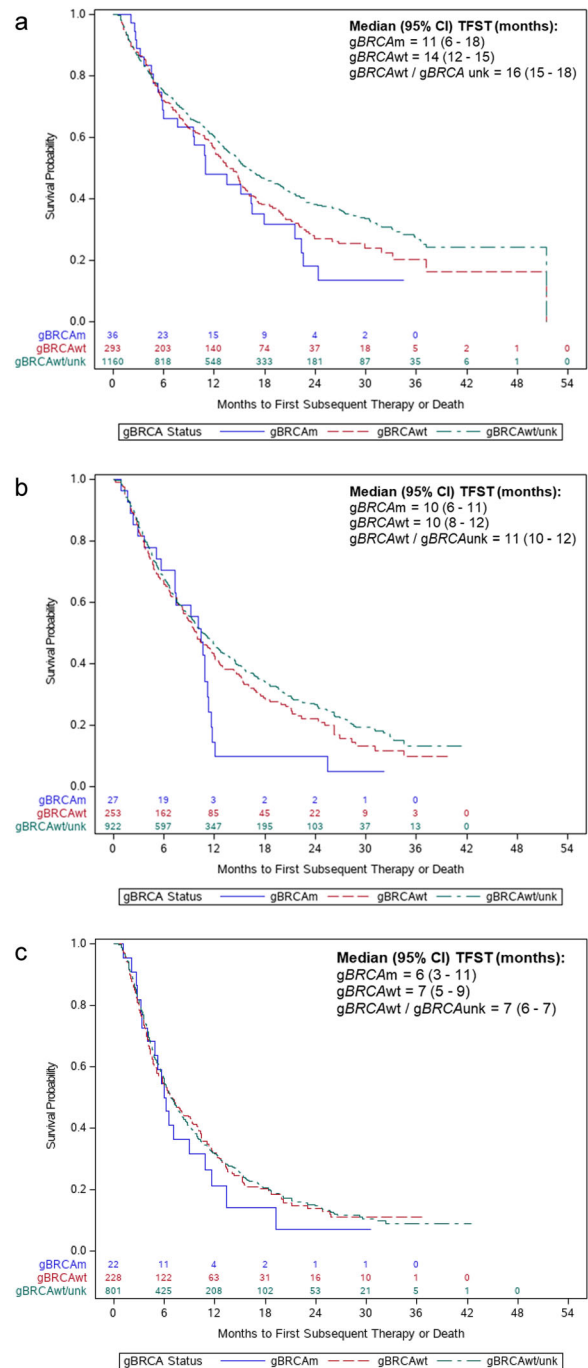 a
Median (95% CI) TFST (months):
gBRCAm = 11 (6 - 18)
gBRCAwt = 14 (12 - 15)
gBRCAwt / gBRCA unk = 16 (15 - 18)
Survival Probability
1.0
0.8
0.6
0.4
0.2
0.0
gBRCAm 36 23 15 9 4 2 0
gBRCAwt 293 203 140 74 37 18 5 2 1 0
gBRCAwt/unk 1160 818 548 333 181 87 35 6 1 0
0 6 12 18 24 30 36 42 48 54
Months to First Subsequent Therapy or Death
gBRCA Status gBRCAm gBRCAwt gBRCAwt/unk
b
Median (95% CI) TFST (months):
gBRCAm = 10 (6 - 11)
gBRCAwt = 10 (8 - 12)
gBRCAwt / gBRCAunk = 11 (10 - 12)
Survival Probability
1.0
0.8
0.6
0.4
0.2
0.0
gBRCAm 27 19 3 2 2 1 0
gBRCAwt 253 162 85 45 22 9 3 0
gBRCAwt/unk 922 597 347 195 103 37 13 0
0 6 12 18 24 30 36 42 48 54
Months to First Subsequent Therapy or Death
gBRCA Status gBRCAm gBRCAwt gBRCAwt/unk
c
Median (95% CI) TFST (months):
gBRCAm = 6 (3 - 11)
gBRCAwt = 7 (5 - 9)
gBRCAwt / gBRCAunk = 7 (6 - 7)
Survival Probability
1.0
0.8
0.6
0.4
0.2
0.0
gBRCAm 22 11 4 2 1 1 0
gBRCAwt 228 122 63 31 16 10 1 0
gBRCAwt/unk 801 425 208 102 53 21 5 1 0
0 6 12 18 24 30 36 42 48 54
Months to First Subsequent Therapy or Death
gBRCA Status gBRCAm gBRCAwt gBRCAwt/unk